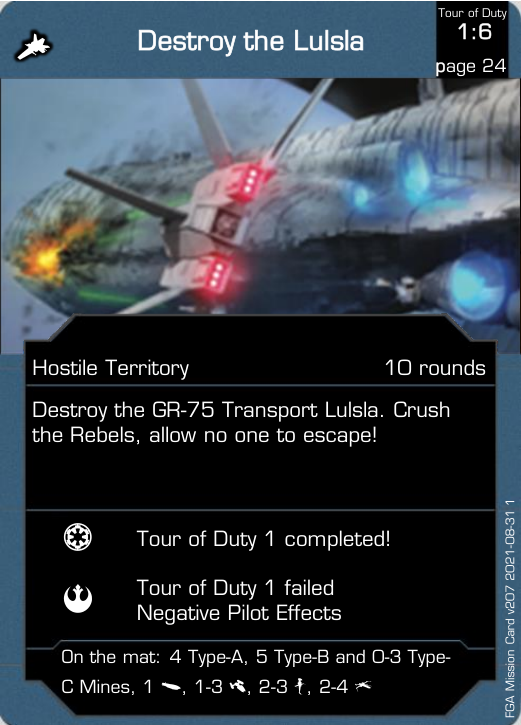 Tour of Duty
1:6
page 24
Destroy the Lulsla
Hostile Territory 10 rounds
Destroy the GR-75 Transport Lulsla. Crush
the Rebels, allow no one to escape!
Tour of Duty 1 completed!
Tour of Duty 1 failed
Negative Pilot Effects
On the mat: 4 Type-A, 5 Type-B and 0-3 Type-
C Mines, 1 , 1-3 , 2-3 , 2-4
FGA Mission Card v207 2021-08-31 1